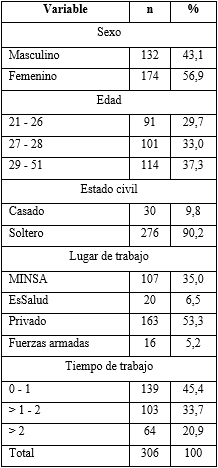 Variable n %
Sexo
Masculino 132 43,1
Femenino 174 56,9
Edad
21 - 26 91 29,7
27 - 28 101 33,0
29 - 51 114 37,3
Estado civil
Casado 30 9,8
Soltero 276 90,2
Lugar de trabajo
MINSA 107 35,0
EsSalud 20 6,5
Privado 163 53,3
Fuerzas armadas 16 5,2
Tiempo de trabajo
0 - 1 139 45,4
> 1 - 2 103 33,7
> 2 64 20,9
Total 306 100